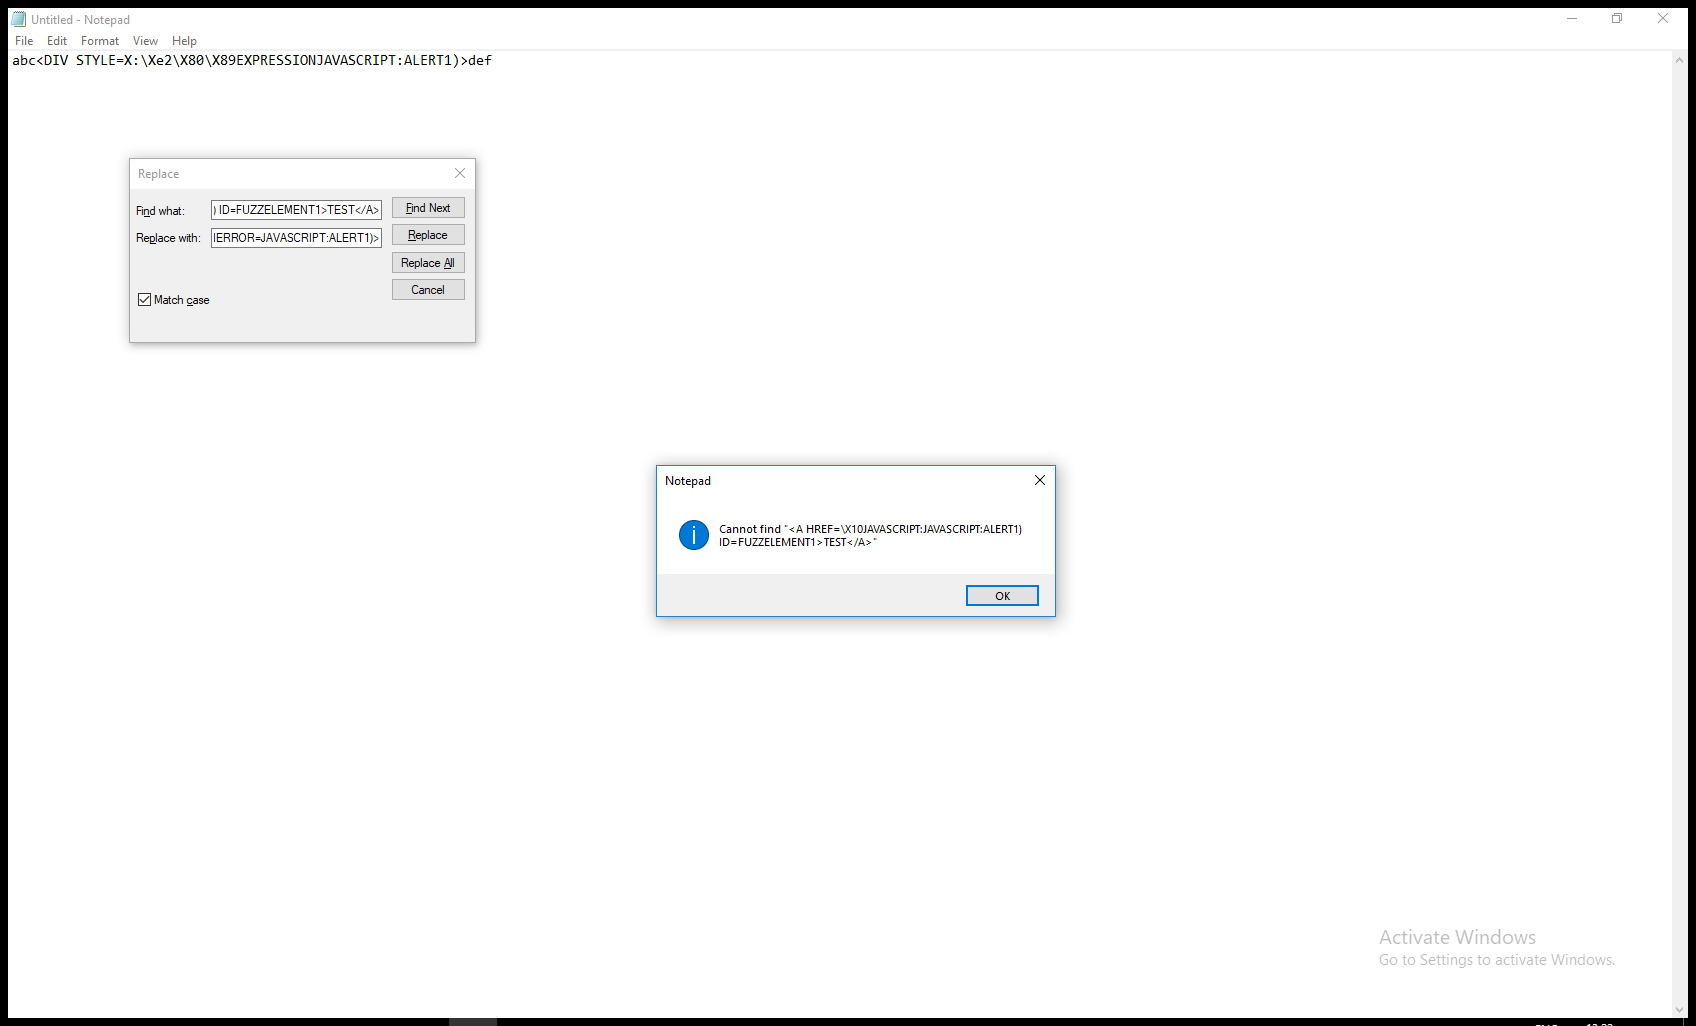 Untitled - Notepad
File Edit Format View Help
abc<DIV STYLE=X:\Xe2\X80\X89EXPRESSIONJAVASCRIPT:ALERT1)>def
Replace
Find what: ) ID=FUZZELEMENT1>TEST</A> Find Next
Replace with: ERROR=JAVASCRIPT:ALERT1)> Replace
Replace All
Cancel
Match case
Notepad
Cannot find "<A HREF=\X10JAVASCRIPT:JAVASCRIPT:ALERT1)
ID=FUZZELEMENT1>TEST</A>"
OK
Activate Windows
Go to Settings to activate Windows.